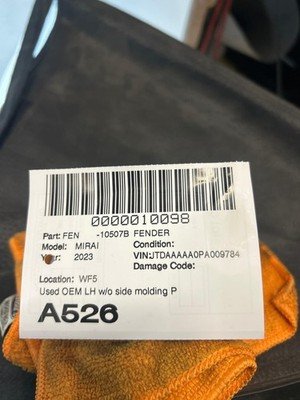 0000010098
Part: FEN -10507B FENDER
Model: MIRAI Condition:
Year: 2023 VIN:JTDAAAAA0PA009784
Damage Code:
Location: WF5
Used OEM LH w/o side molding P
A526